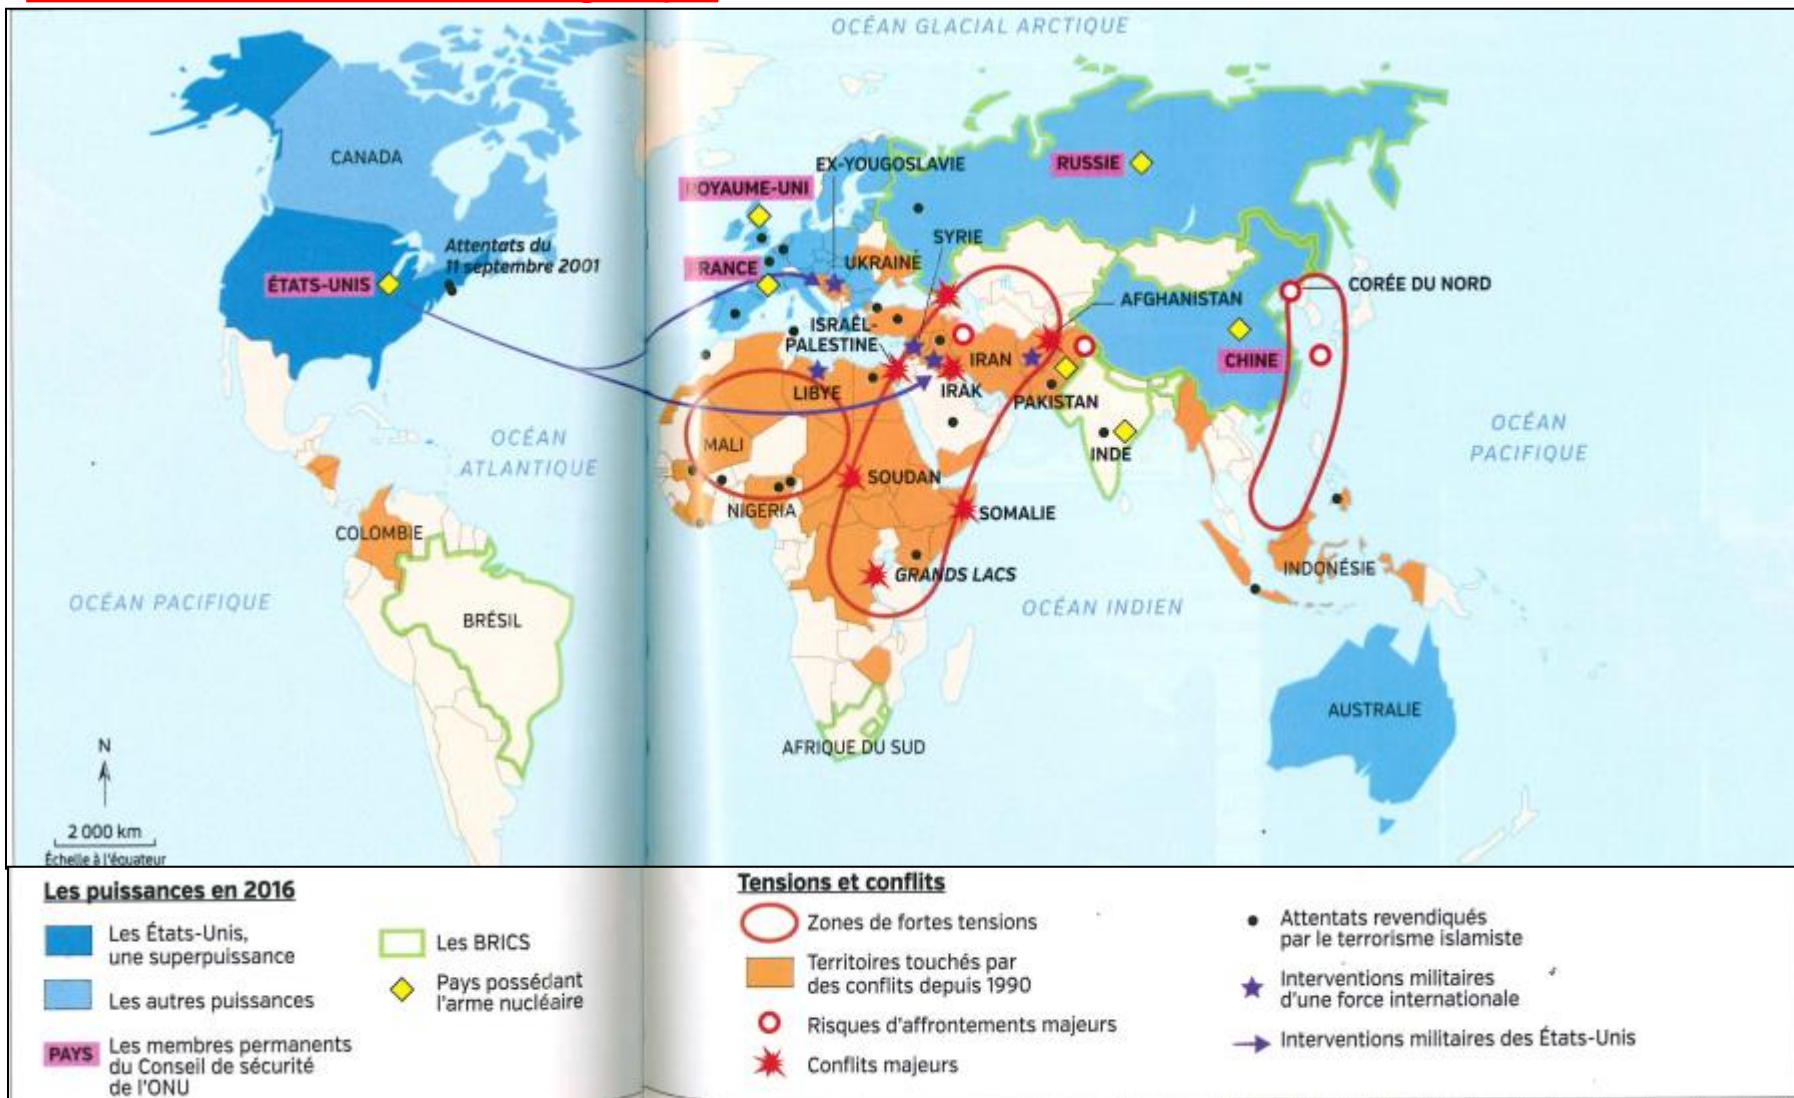 OCÉAN GLACIAL ARCTIQUE
CANADA
EX-YOUGOSLAVIE
RUSSIE
ROYAUME-UNI
Attentats du
11 septembre 2001
SYRIE
FRANCE
UKRAINE
ÉTATS-UNIS
CORÉE DU NORD
AFGHANISTAN
ISRAËL-
PALESTINE
IRAN
CHINE
LIBYE
IRAK
PAKISTAN
OCÉAN
ATLANTIQUE
MALI
INDE
OCÉAN
PACIFIQUE
SOUDAN
NIGERIA
SOMALIE
COLOMBIE
GRANDS LACS
INDONÉSIE
OCÉAN PACIFIQUE
BRÉSIL
OCÉAN INDIEN
AUSTRALIE
AFRIQUE DU SUD
N
2 000 km
Échelle à l'équateur
Les puissances en 2016
Les États-Unis,
une superpuissance
Les autres puissances
PAYS
Les membres permanents
du Conseil de sécurité
de l'ONU
Les BRICS
Pays possédant
l'arme nucléaire
Tensions et conflits
Zones de fortes tensions
Territoires touchés par
des conflits depuis 1990
Risques d'affrontements majeurs
Conflits majeurs
Attentats revendiqués
par le terrorisme islamiste
Interventions militaires
d'une force internationale
Interventions militaires des États-Unis